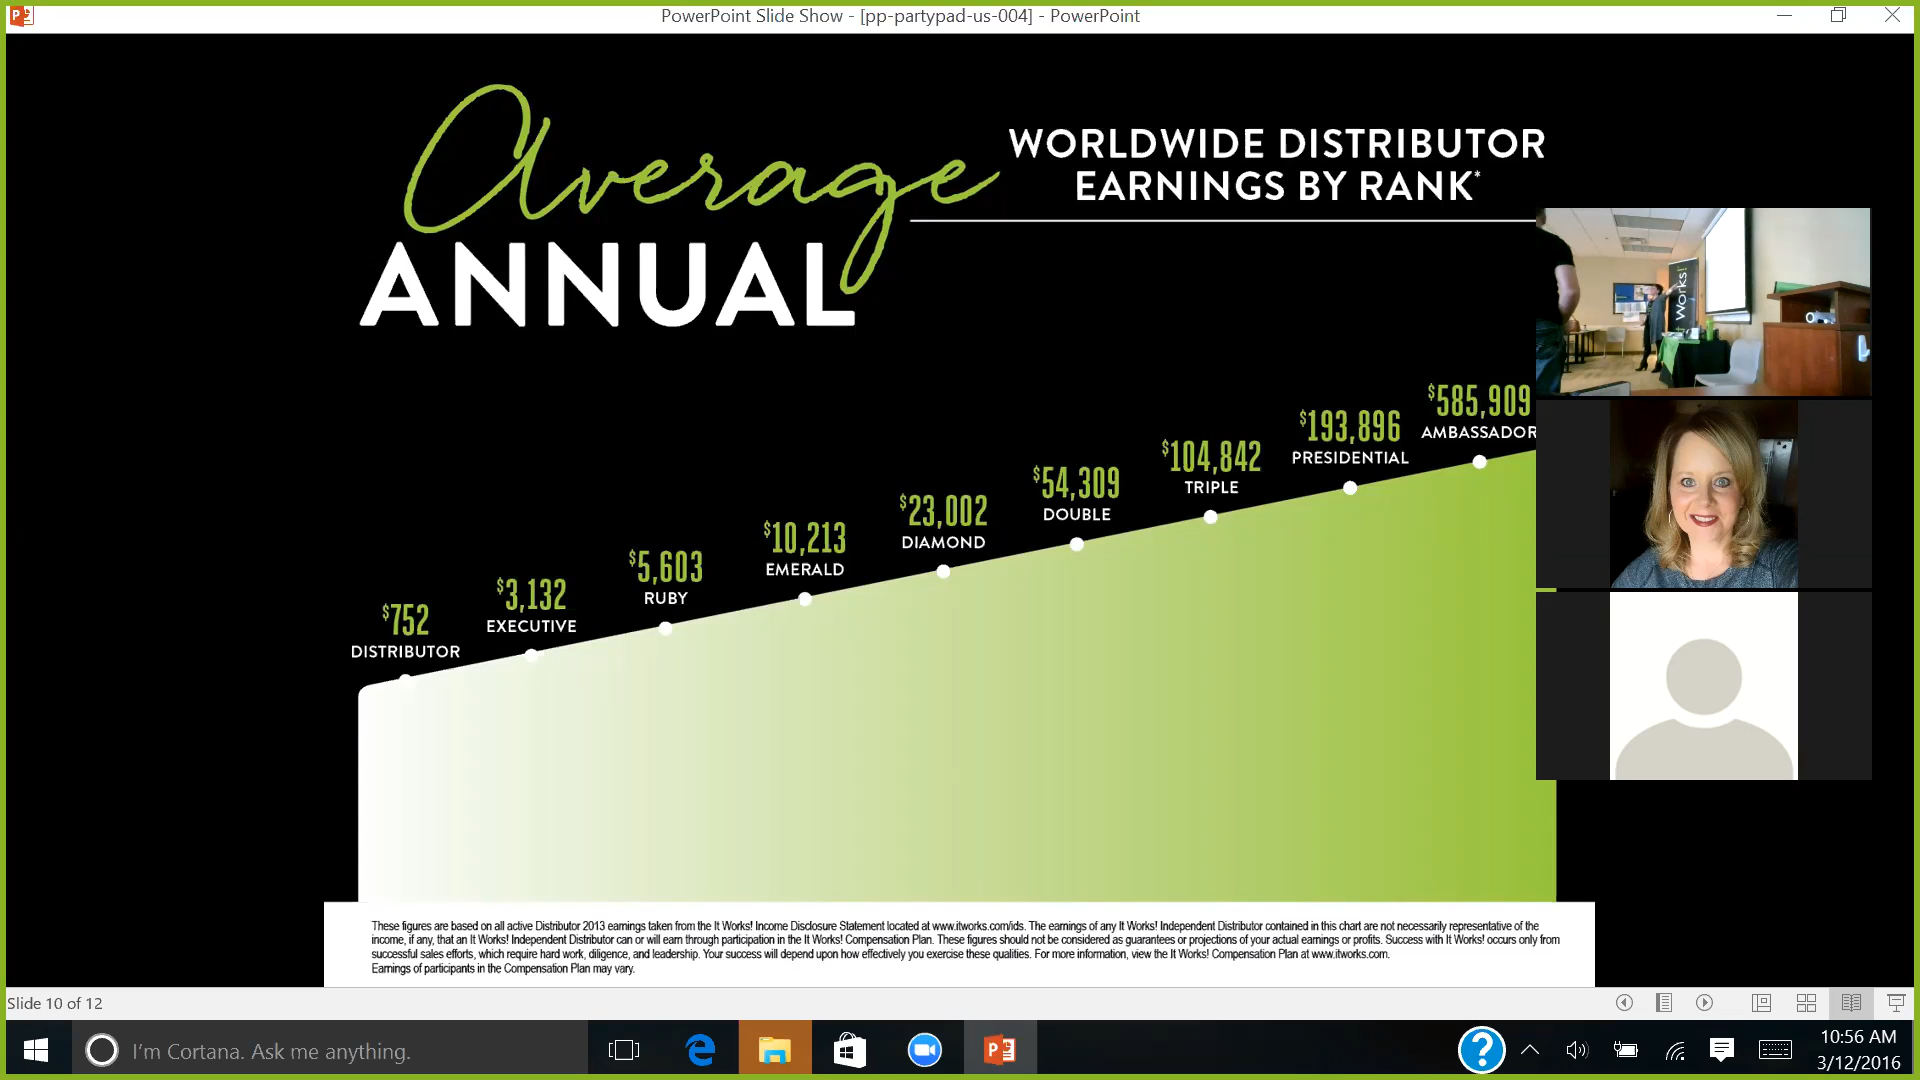 PowerPoint Slide Show - [pp-partypad-us-004] - PowerPoint
Average
ANNUAL
WORLDWIDE DISTRIBUTOR
EARNINGS BY RANK*
Works!
$752
DISTRIBUTOR
$3,132
EXECUTIVE
$5,603
RUBY
$10,213
EMERALD
$23,002
DIAMOND
$54,309
DOUBLE
$104,842
TRIPLE
$193,896
PRESIDENTIAL
$585,909
AMBASSADOR
These figures are based on all active Distributor 2013 earnings taken from the It Works! Income Disclosure Statement located at www.itworks.com/ids. The earnings of any It Works! Independent Distributor contained in this chart are not necessarily representative of the
income, if any, that an It Works! Independent Distributor can or will earn through participation in the It Works! Compensation Plan. These figures should not be considered as guarantees or projections of your actual earnings or profits. Success with It Works! occurs only from
successful sales efforts, which require hard work, diligence, and leadership. Your success will depend upon how effectively you exercise these qualities. For more information, view the It Works! Compensation Plan at www.itworks.com.
Earnings of participants in the Compensation Plan may vary.
Slide 10 of 12
I'm Cortana. Ask me anything.
10:56 AM
3/12/2016